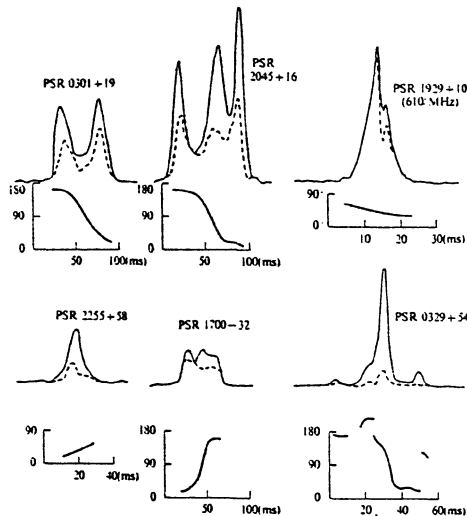 PSR 0301+19
PSR
2045+16
PSR 1929+10
(610 MHz)
150
90
0
50
100(ms)
180
90
0
50
100(ms)
90
0
10
20
30(ms)
PSR 2255+58
PSR 1700-32
PSR 0329+54
90
0
20
40(ms)
180
90
0
50
100 (ms)
180
90
0
20
40
60 (ms)